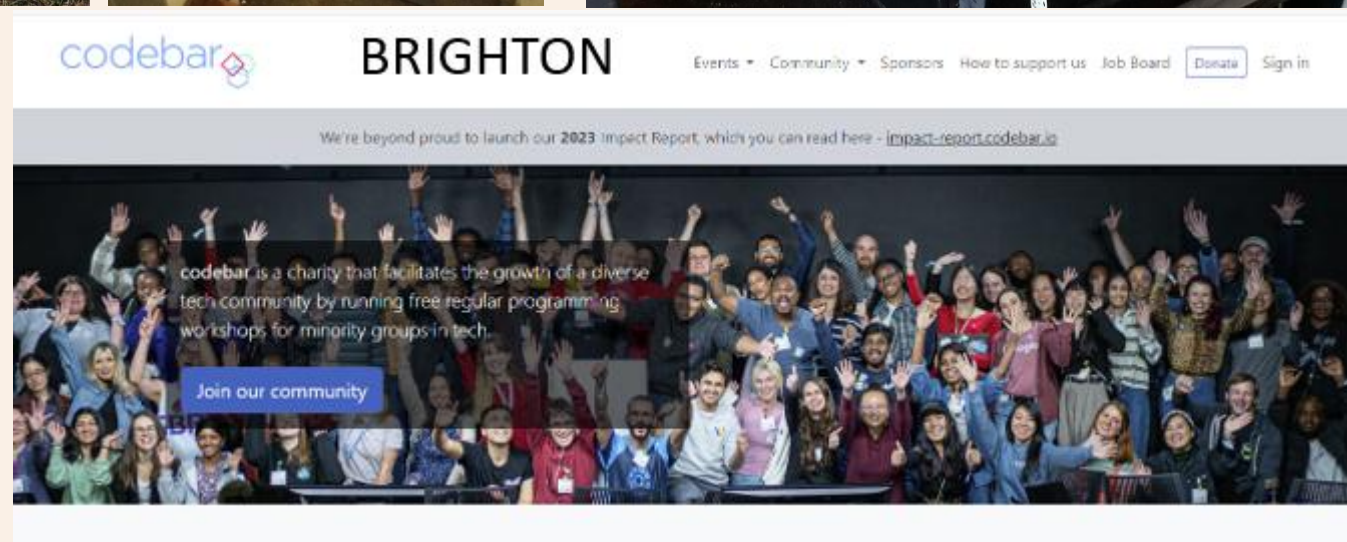 codebar
BRIGHTON
Events Community Sponsors How to support us Job Board Donate Sign in
We're beyond proud to launch our 2023 Impact Report, which you can read here - impact-report.codebar.io
codebar is a charity that facilitates the growth of a diverse
tech community by running free regular programming
workshops for minority groups in tech.
Join our community